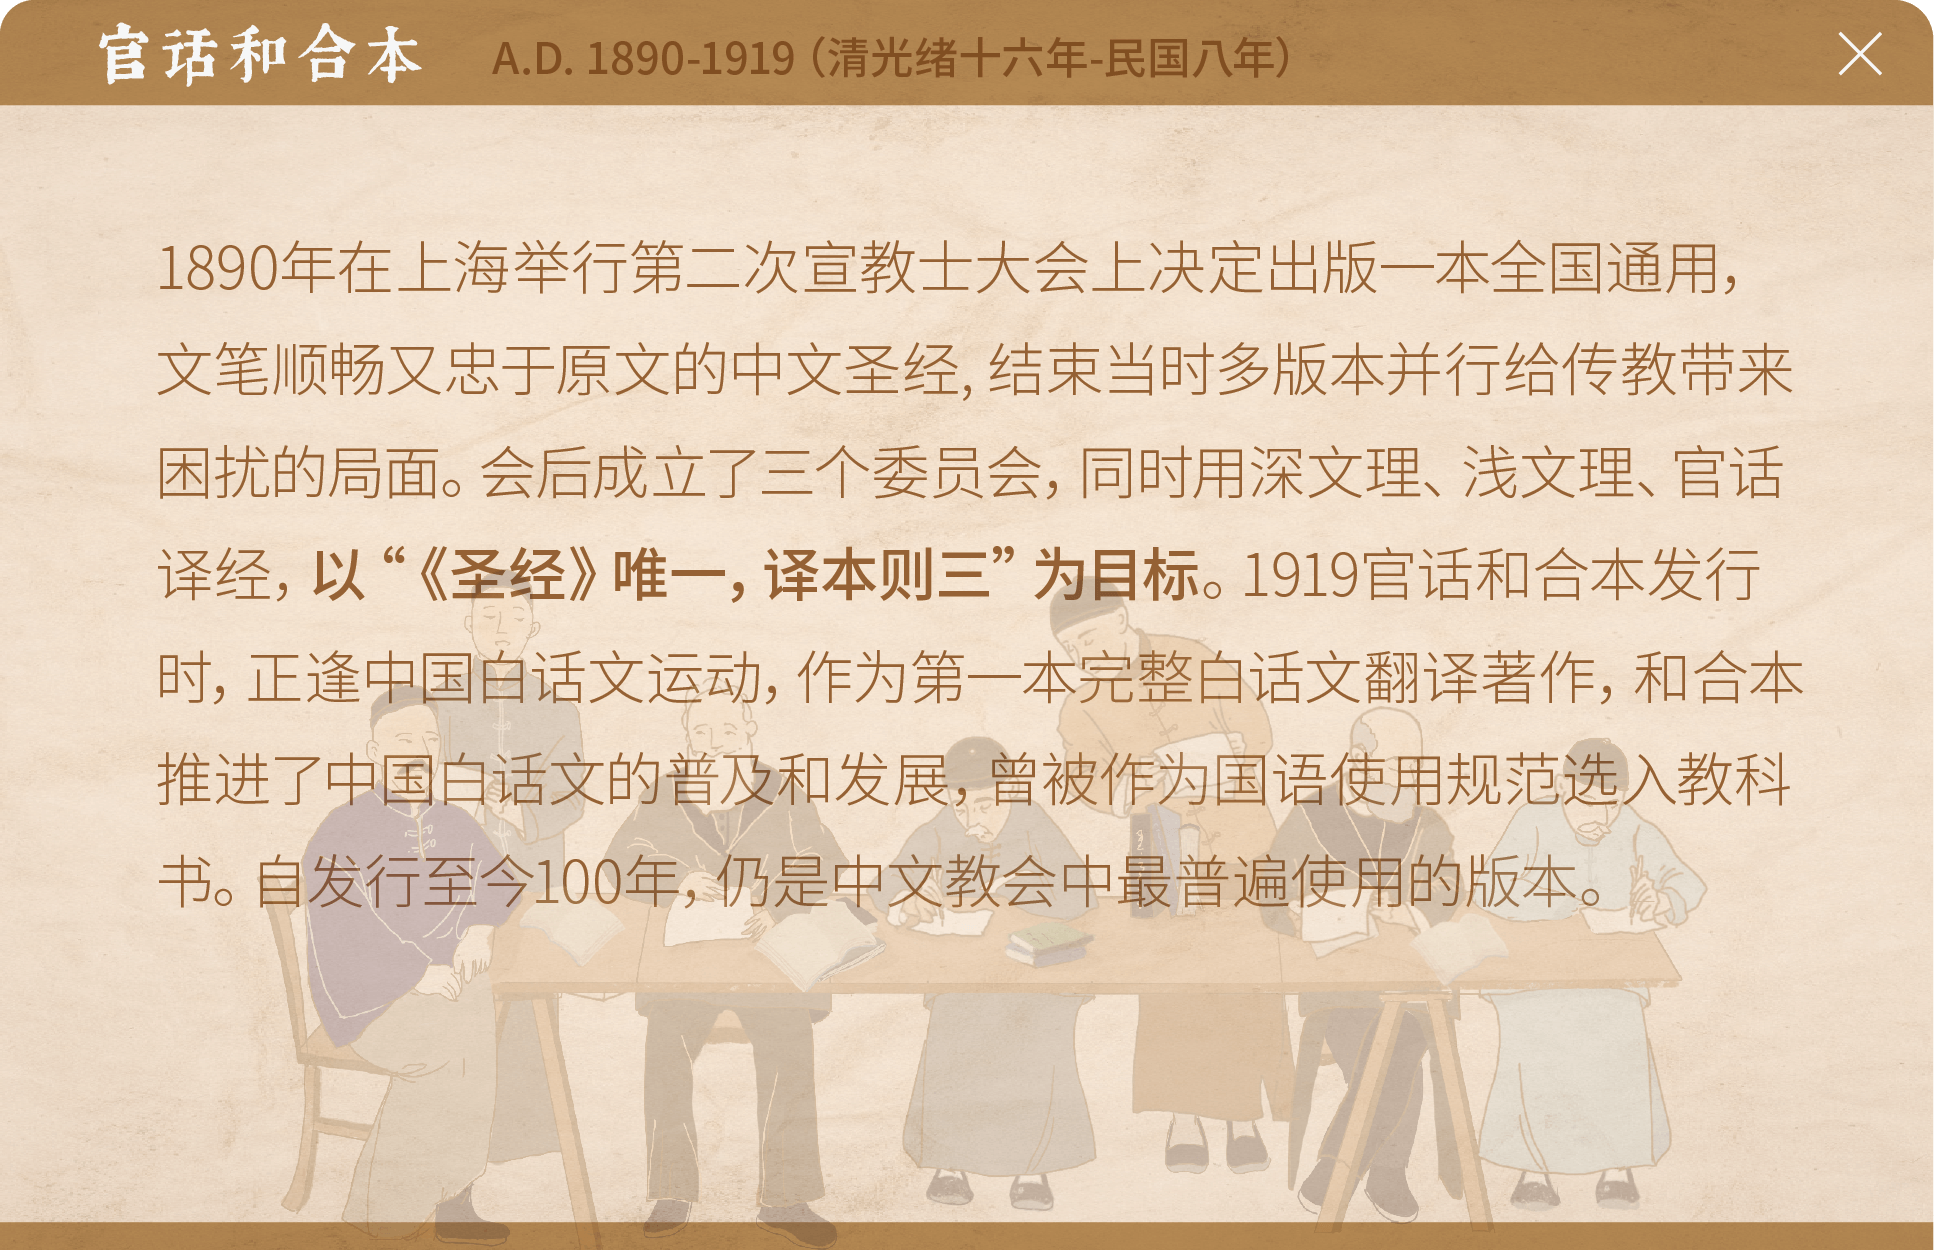 官话和合本 A.D. 1890-1919（清光绪十六年-民国八年）
1890年在上海举行第二次宣教士大会上决定出版一本全国通用，
文笔顺畅又忠于原文的中文圣经，结束当时多版本并行给传教带来
困扰的局面。会后成立了三个委员会，同时用深文理、浅文理、官话
译经，以“《圣经》唯一，译本则三”为目标。1919官话和合本发行
时，正逢中国白话文运动，作为第一本完整白话文翻译著作，和合本
推进了中国白话文的普及和发展，曾被作为国语使用规范选入教科
书。自发行至今100年，仍是中文教会中最普遍使用的版本。